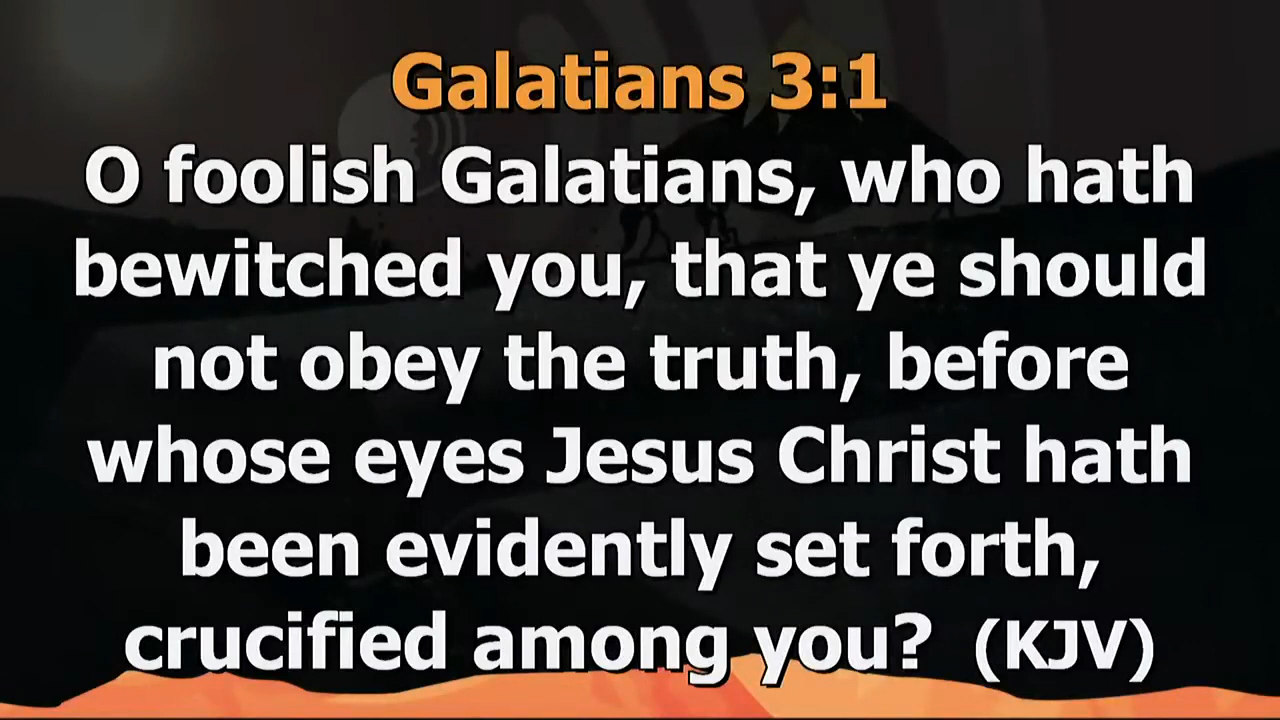 Galatians 3:1
O foolish Galatians, who hath
bewitched you, that ye should
not obey the truth, before
whose eyes Jesus Christ hath
been evidently set forth,
crucified among you?  (KJV)